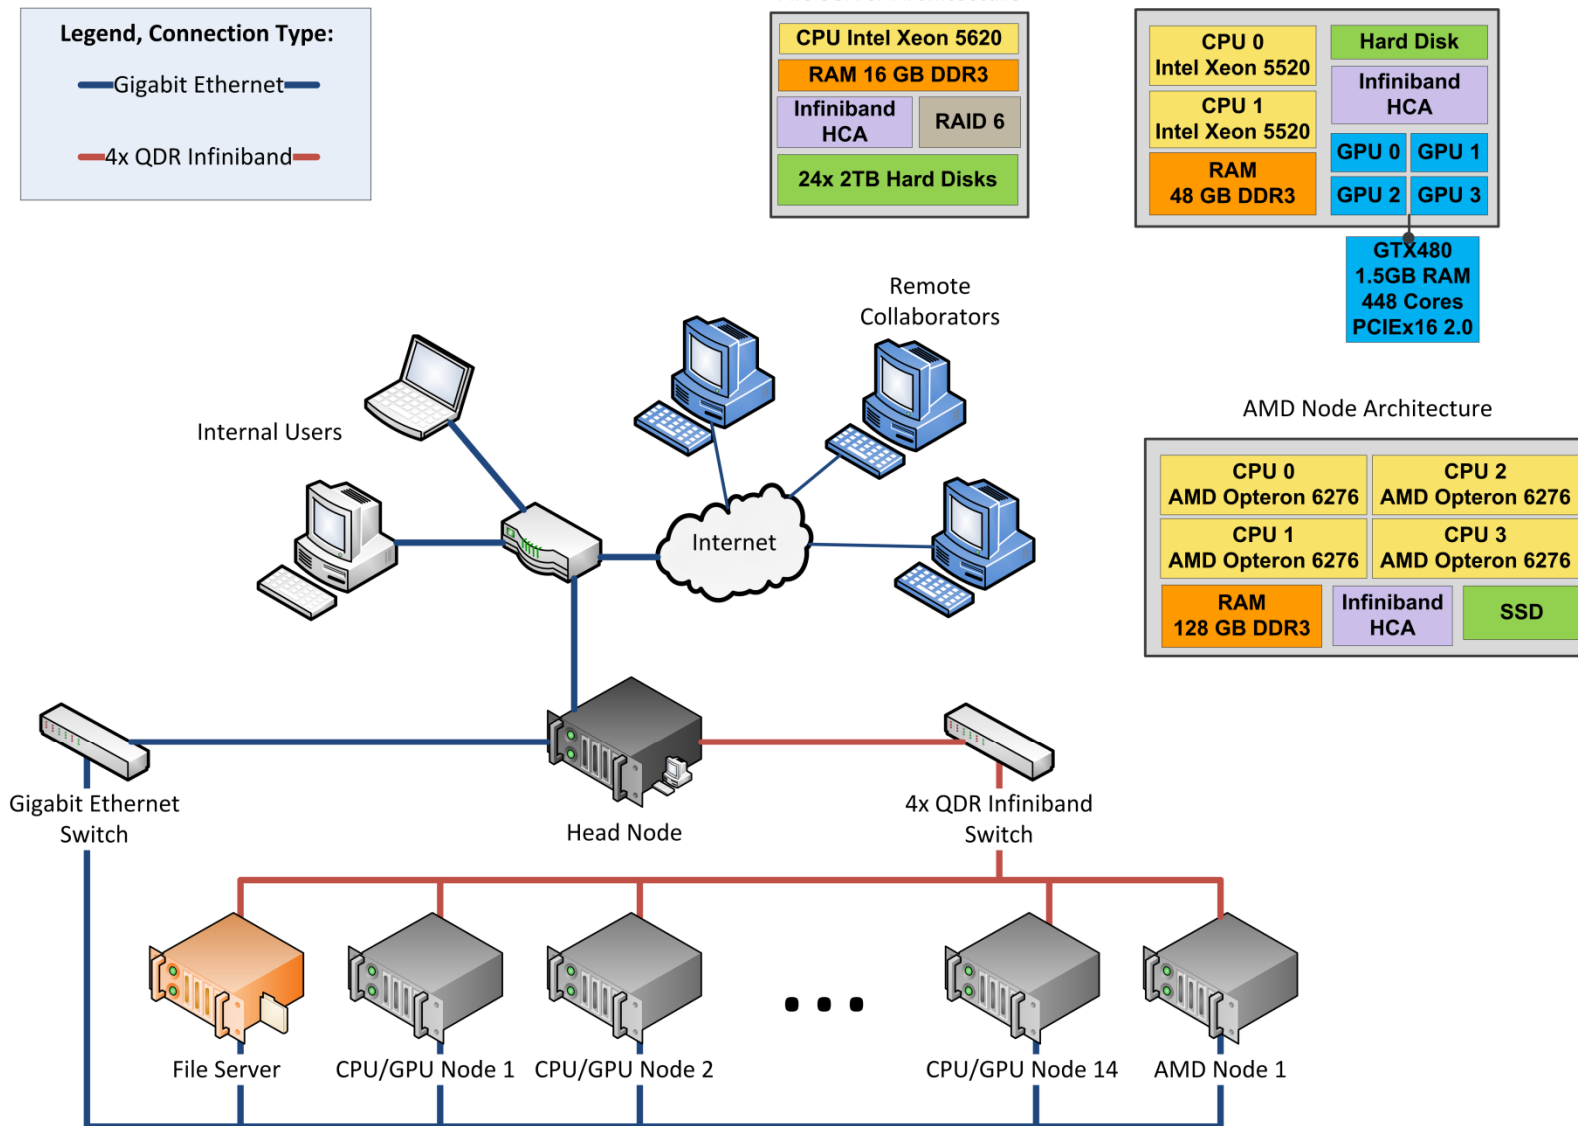 Legend, Connection Type:
Gigabit Ethernet
4x QDR Infiniband
CPU Intel Xeon 5620
RAM 16 GB DDR3
Infiniband
HCA
RAID 6
24x 2TB Hard Disks
CPU 0
Intel Xeon 5520
CPU 1
Intel Xeon 5520
RAM
48 GB DDR3
Hard Disk
Infiniband
HCA
GPU 0
GPU 1
GPU 2
GPU 3
GTX480
1.5GB RAM
448 Cores
PCIEx16 2.0
Remote
Collaborators
Internal Users
Internet
AMD Node Architecture
CPU 0
AMD Opteron 6276
CPU 2
AMD Opteron 6276
CPU 1
AMD Opteron 6276
CPU 3
AMD Opteron 6276
RAM
128 GB DDR3
Infiniband
HCA
SSD
Gigabit Ethernet
Switch
Head Node
4x QDR Infiniband
Switch
File Server
CPU/GPU Node 1
CPU/GPU Node 2
CPU/GPU Node 14
AMD Node 1